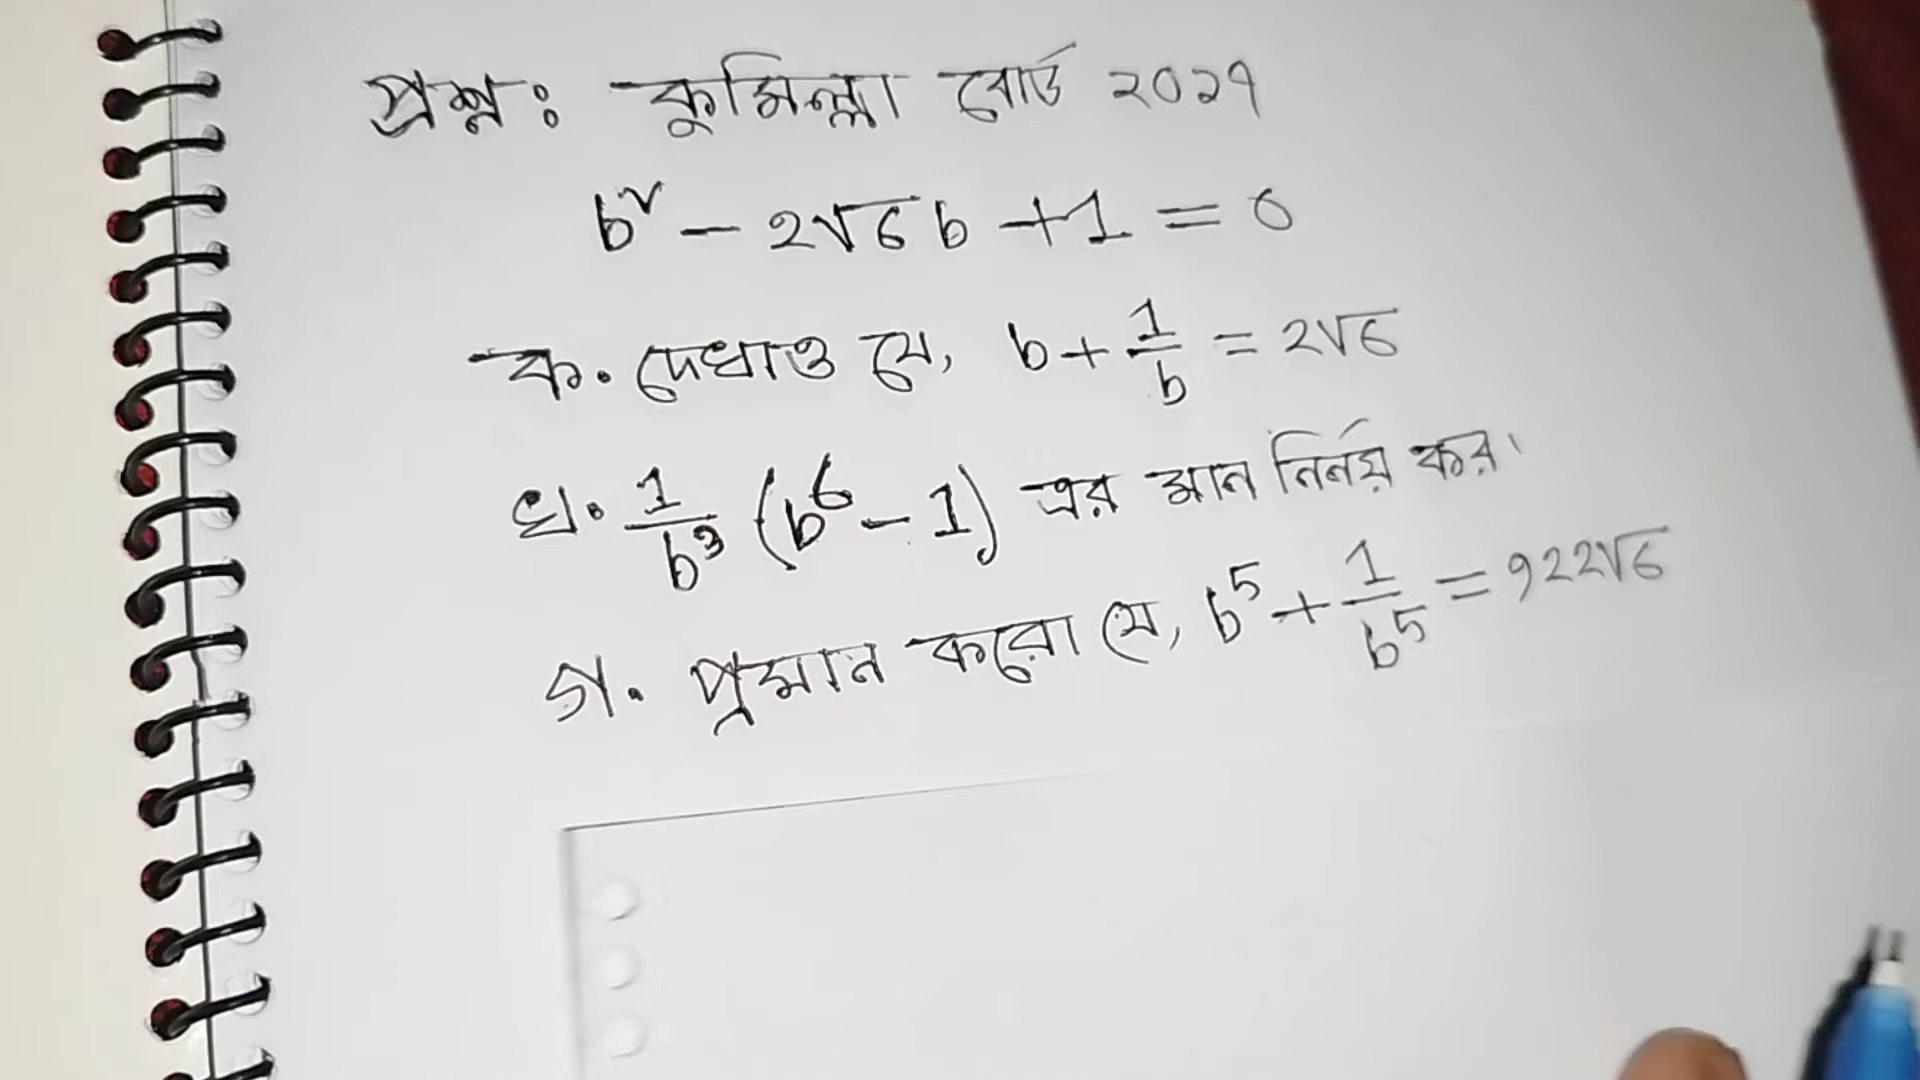 প্রশ্ন: কুমিল্লা বোর্ড ২০২৭
b² - 2√6 b + 1 = 0
ক. দেখাও যে, b + 1/b = 2√6
খ. 1/b³ (b⁶ - 1) এর মান নির্নয় কর।
গ. প্রমান করো যে, b⁵ + 1/b⁵ = 922√6